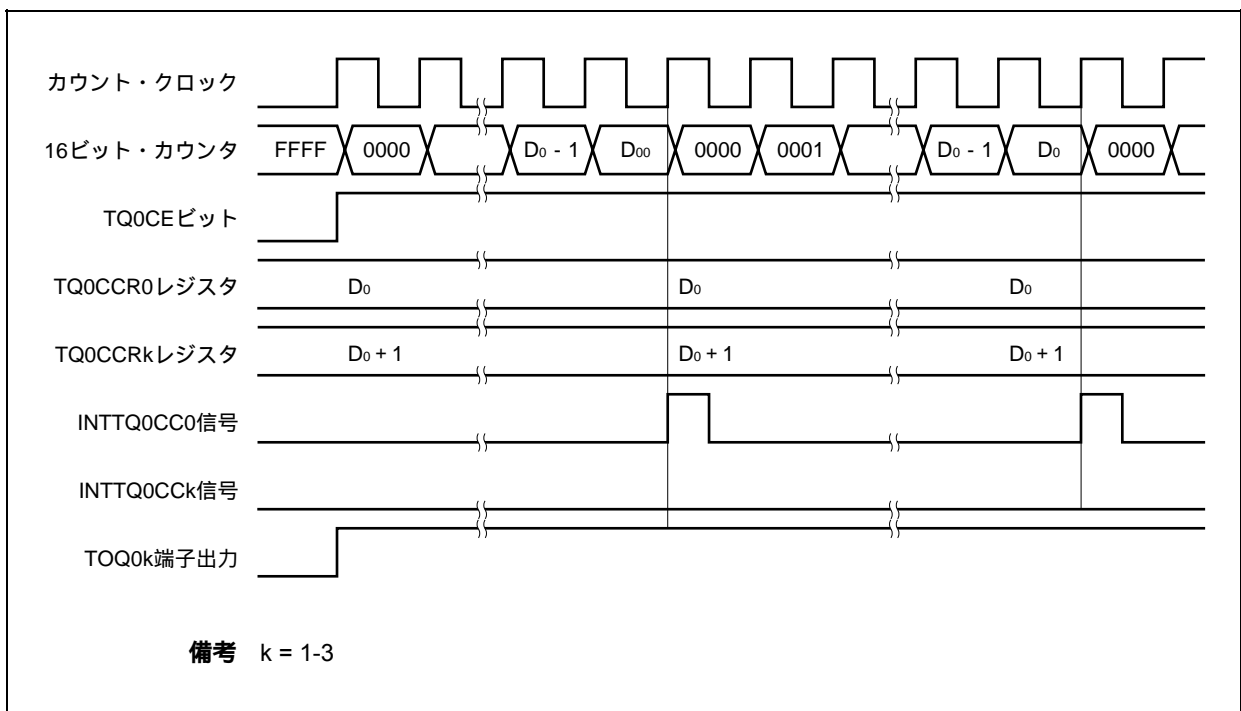 カウント・クロック
16ビット・カウンタ FFFF 0000 D0 - 1 D00 0000 0001 D0 - 1 D0 0000
TQ0CEビット
TQ0CCR0レジスタ D0 D0 D0
TQ0CCRkレジスタ D0 + 1 D0 + 1 D0 + 1
INTTQ0CC0信号
INTTQ0CCk信号
TOQ0k端子出力
備考 k = 1-3